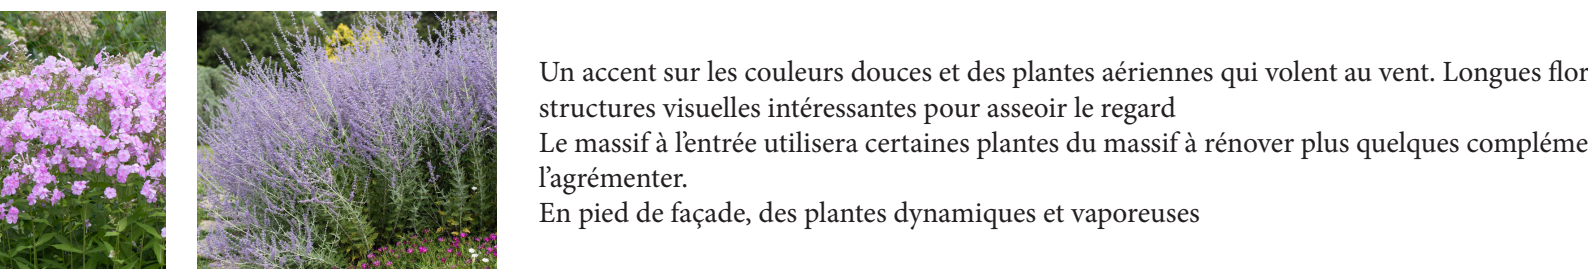 Un accent sur les couleurs douces et des plantes aériennes qui volent au vent. Longues
structures visuelles intéressantes pour asseoir le regard
Le massif à l’entrée utilisera certaines plantes du massif à rénover plus quelques
l’agrémenter.
En pied de façade, des plantes dynamiques et vaporeuses